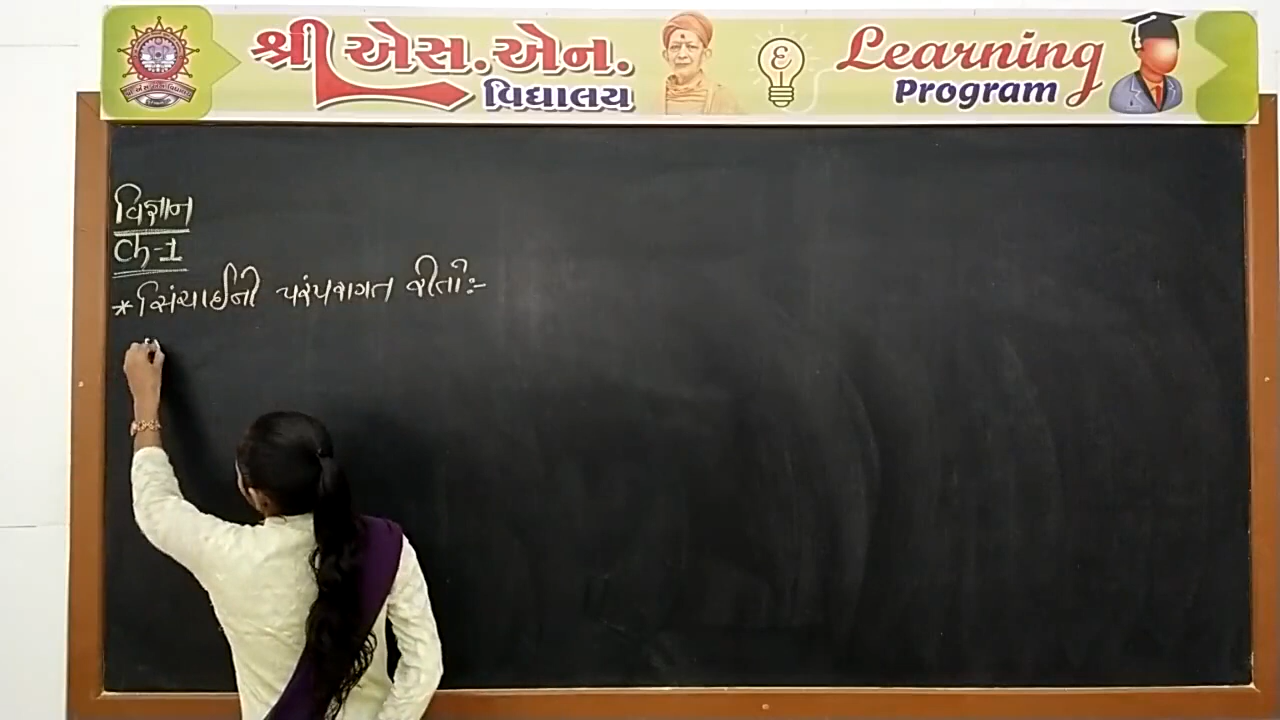 શ્રી એસ.એન.
વિદ્યાલય
Learning
Program
વિજ્ઞાન
Ch-1
* સિંચાઈની પરંપરાગત રીતો:-